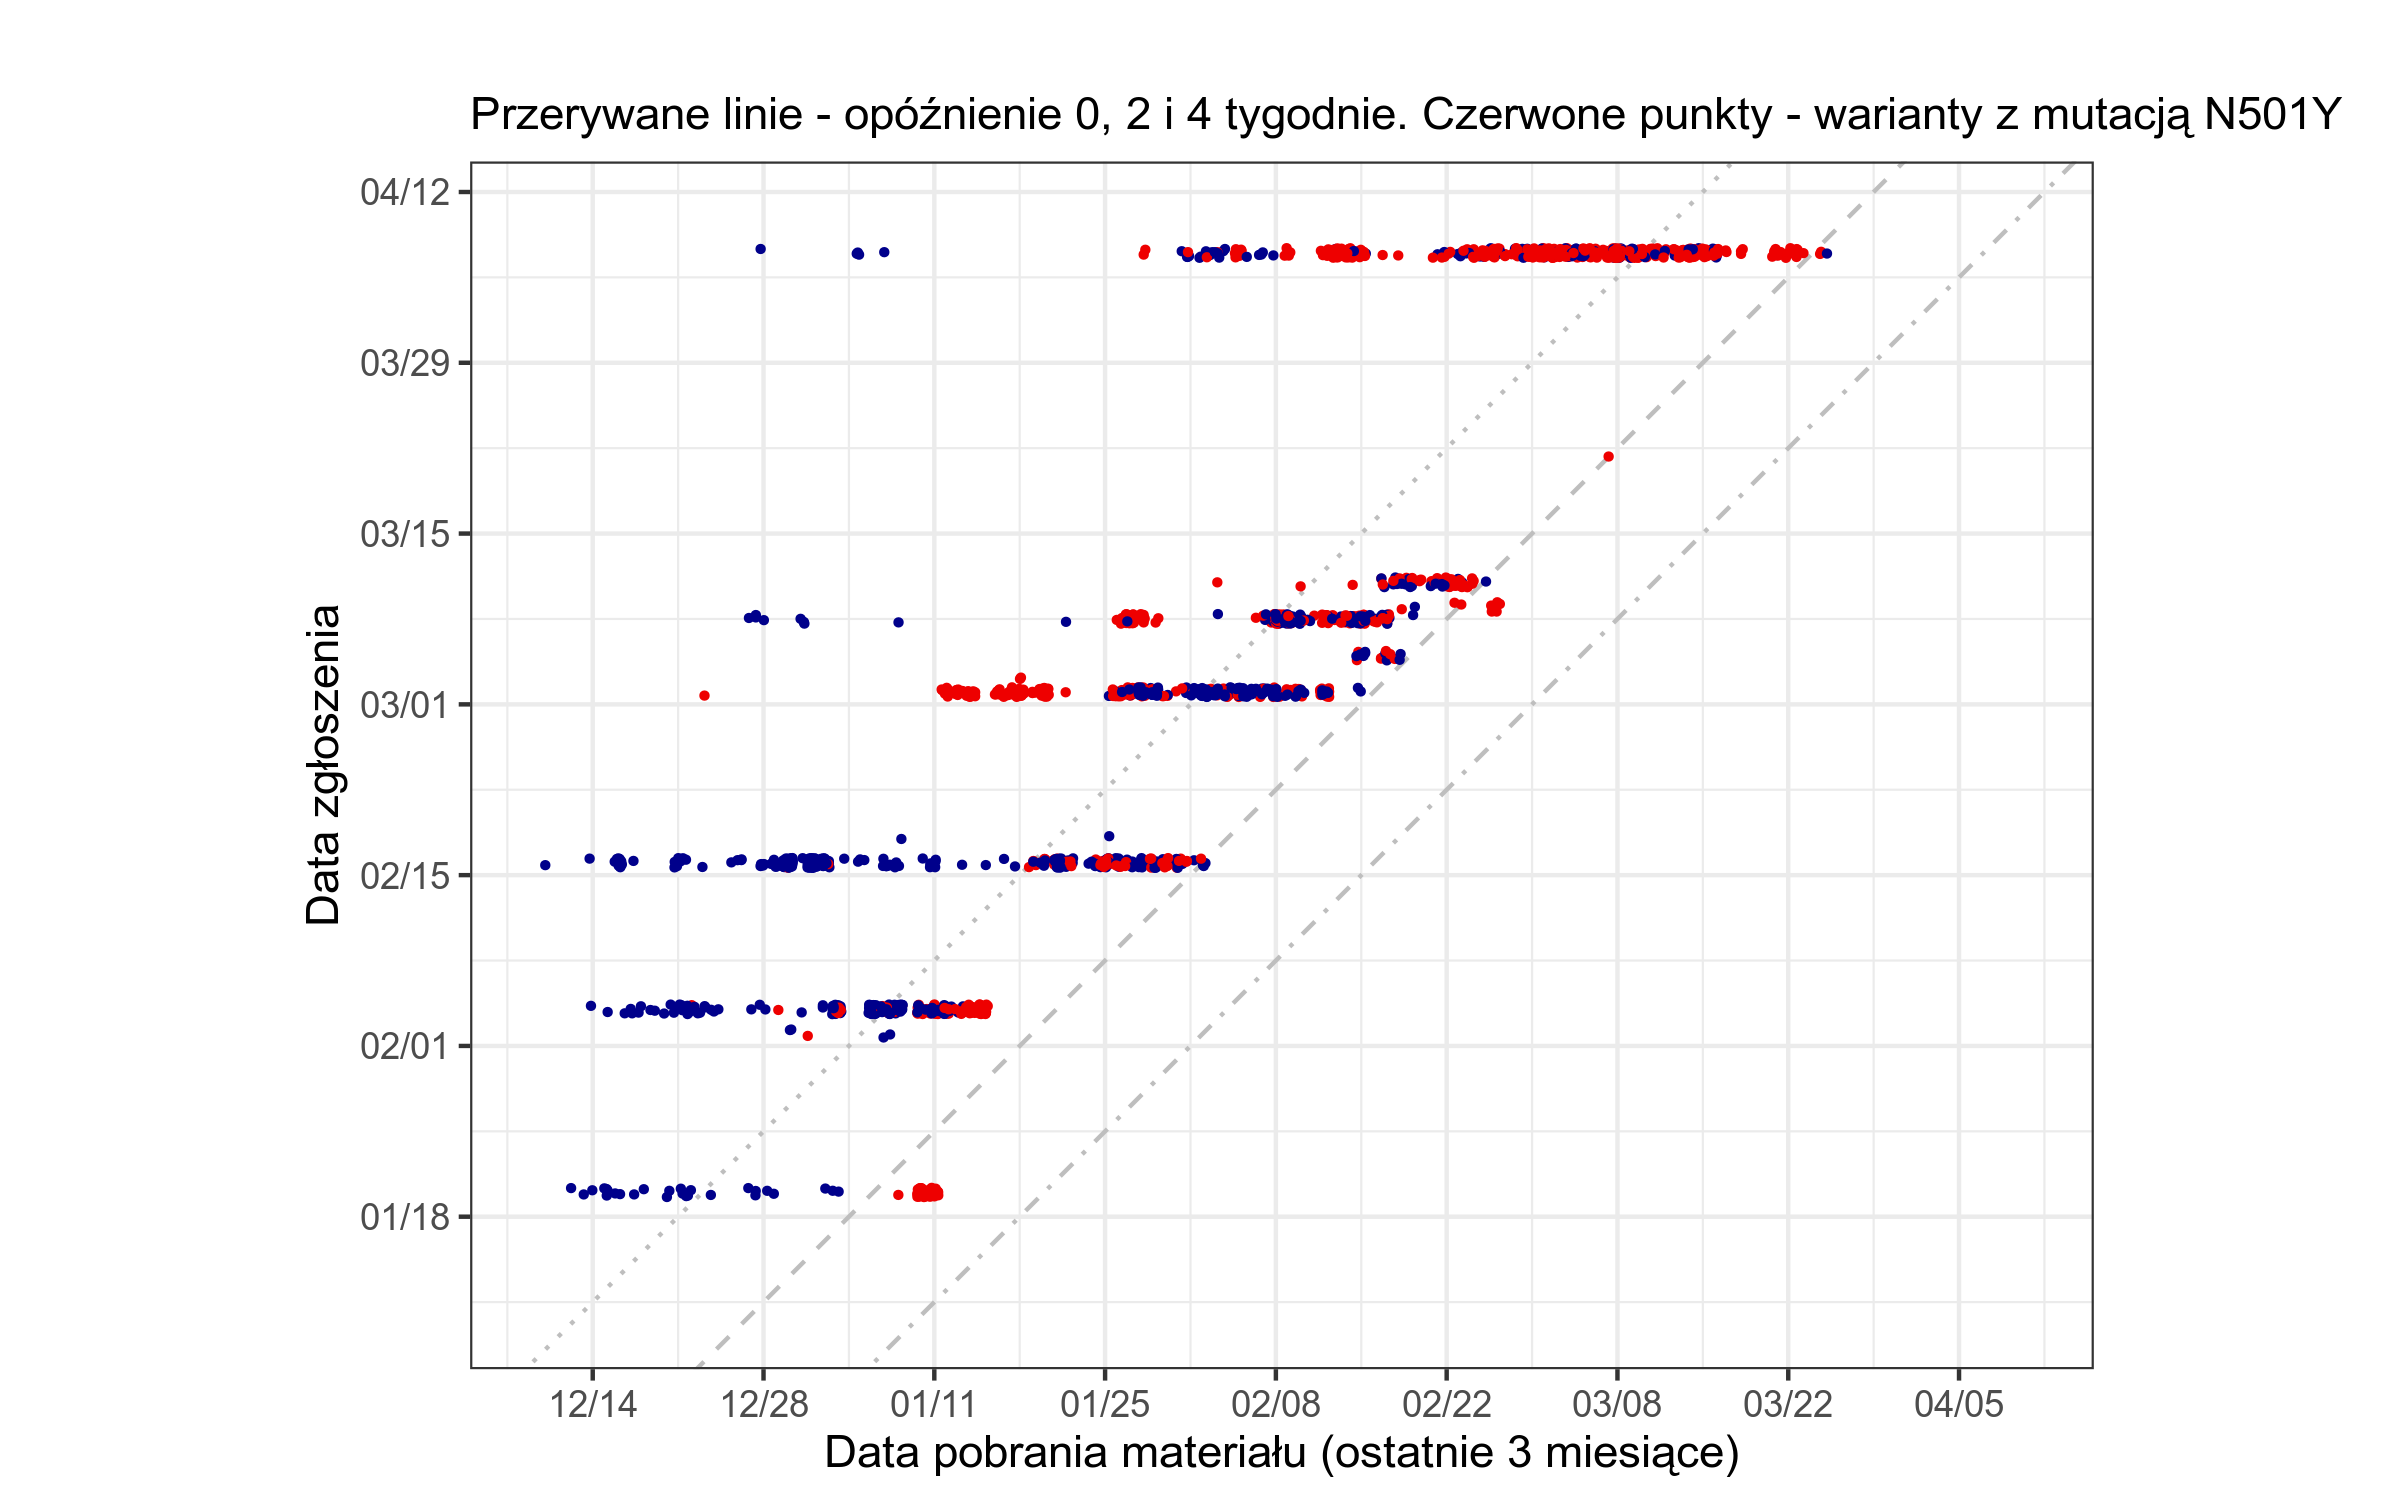 Przerywane linie - opóźnienie 0, 2 i 4 tygodnie. Czerwone punkty - warianty z mutacją N501Y
04/12
03/29
03/15
03/01
02/15
02/01
01/18
Data zgłoszenia
12/14 12/28 01/11 01/25 02/08 02/22 03/08 03/22 04/05
Data pobrania materiału (ostatnie 3 miesiące)